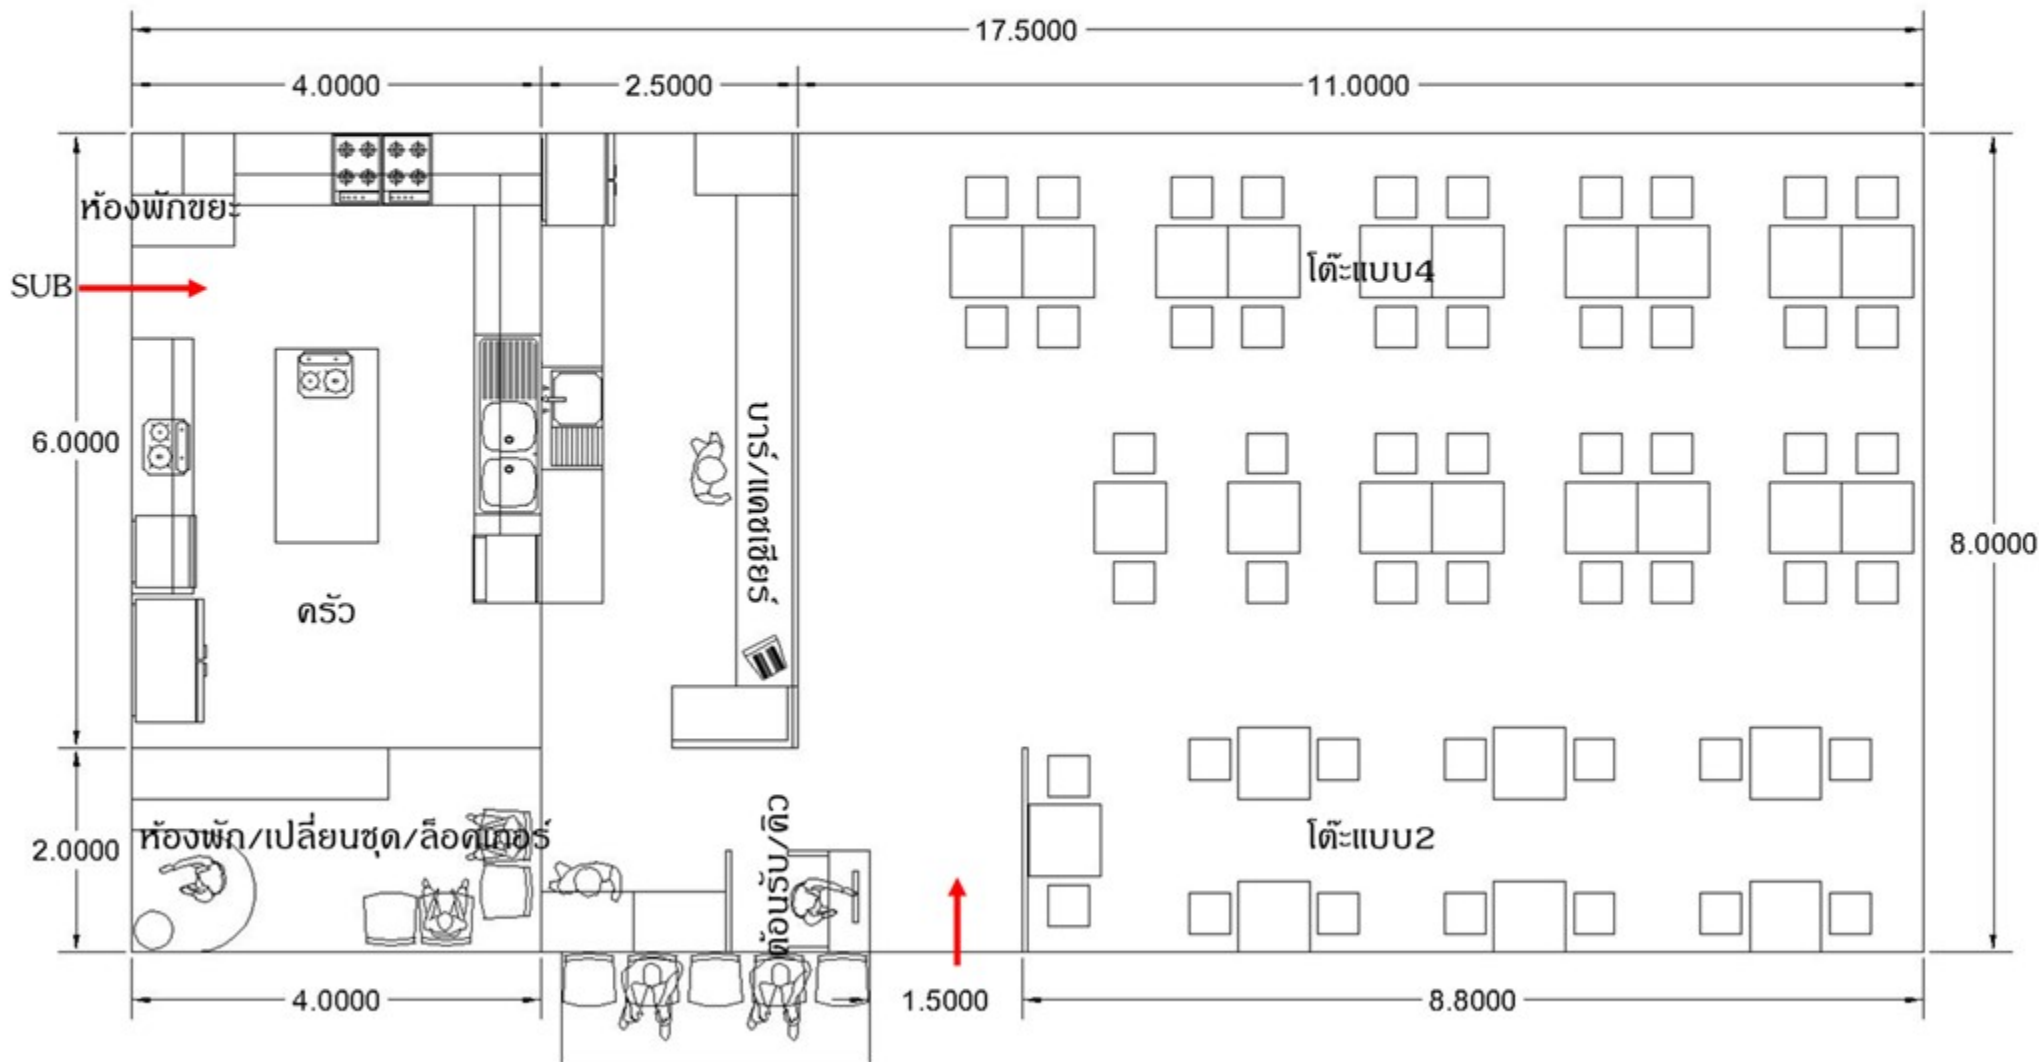 17.5000
4.0000
2.5000
11.0000
ห้องพักขยะ
SUB
โต๊ะแบบ4
6.0000
บาร์/แคชเชียร์
8.0000
ครัว
ห้องพัก/เปลี่ยนชุด/ล็อคเกอร์
2.0000
ต้อนรับ/คิว
โต๊ะแบบ2
4.0000
1.5000
8.8000